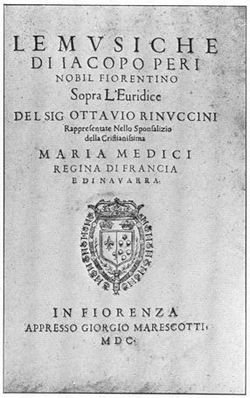 LE MVSICHE
DI IACOPO PERI
NOBIL FIORENTINO
Sopra L'Euridice
DEL SIG. OTTAVIO RINVCCINI
Rappresentate Nello Sponsalizio
della Cristianissima
MARIA MEDICI
REGINA DI FRANCIA
E DI NAVARRA.
IN FIORENZA
APPRESSO GIORGIO MARESCOTTI.
MDC.